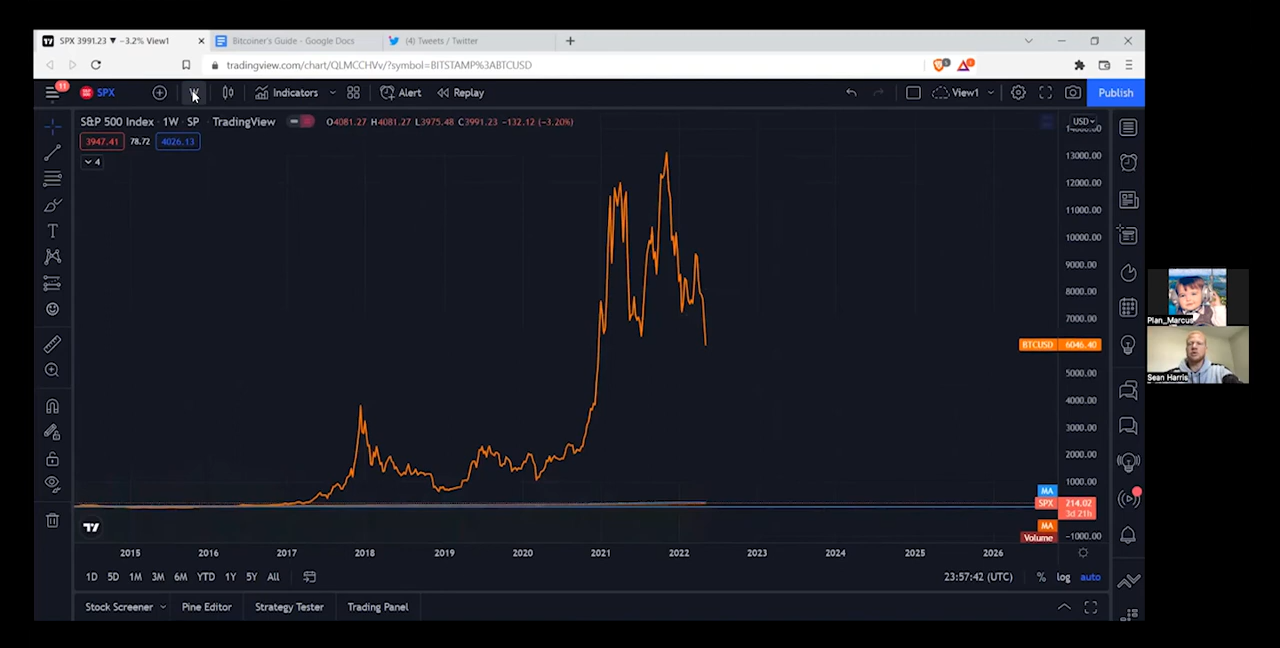 SPX 3991.23 ▼ −3.2% View1
Bitcoiner's Guide - Google Docs
(4) Tweets / Twitter
tradingview.com/chart/QLMCCHVv/?symbol=BITSTAMP%3ABTCUSD
11
SPX
W
Indicators
Alert
Replay
View1
Publish
S&P 500 Index · 1W · SP · TradingView
O4081.27 H4081.27 L3975.48 C3991.23 −132.12 (−3.20%)
USD
3947.41 78.72 4026.13
4
14000.00
13000.00
12000.00
11000.00
10000.00
9000.00
8000.00
7000.00
BTCUSD 6046.40
5000.00
4000.00
3000.00
2000.00
1000.00
MA
SPX 214.02
3d 21h
MA
Volume
−1000.00
2015 2016 2017 2018 2019 2020 2021 2022 2023 2024 2025 2026
1D 5D 1M 3M 6M YTD 1Y 5Y All
23:57:42 (UTC) % log auto
Stock Screener Pine Editor Strategy Tester Trading Panel
Plan_Marcus
Sean Harris